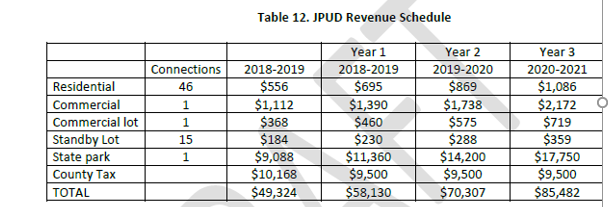 Table 12. JPUD Revenue Schedule
Year 1 Year 2 Year 3
Connections 2018-2019 2018-2019 2019-2020 2020-2021
Residential 46 $556 $695 $869 $1,086
Commercial 1 $1,112 $1,390 $1,738 $2,172
Commercial lot 1 $368 $460 $575 $719
Standby Lot 15 $184 $230 $288 $359
State park 1 $9,088 $11,360 $14,200 $17,750
County Tax $10,168 $9,500 $9,500 $9,500
TOTAL $49,324 $58,130 $70,307 $85,482
DRAFT